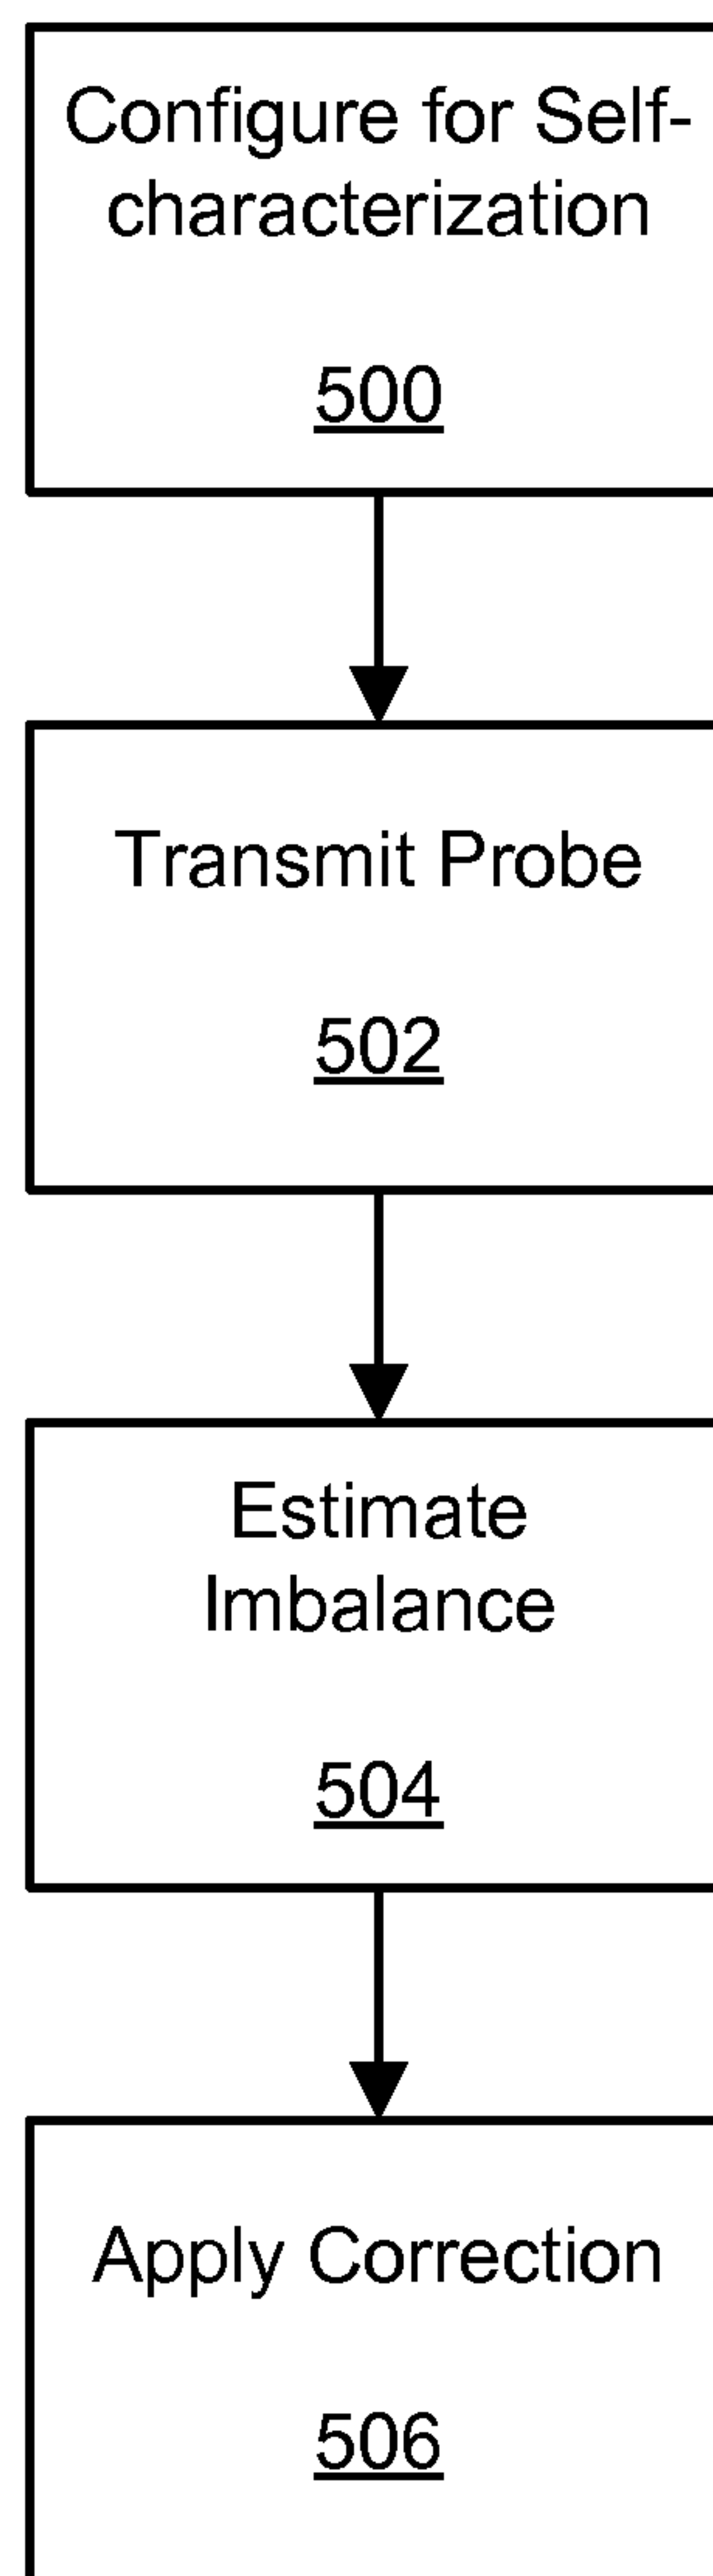 Configure for Self-
characterization
500
Transmit Probe
502
Estimate
Imbalance
504
Apply Correction
506